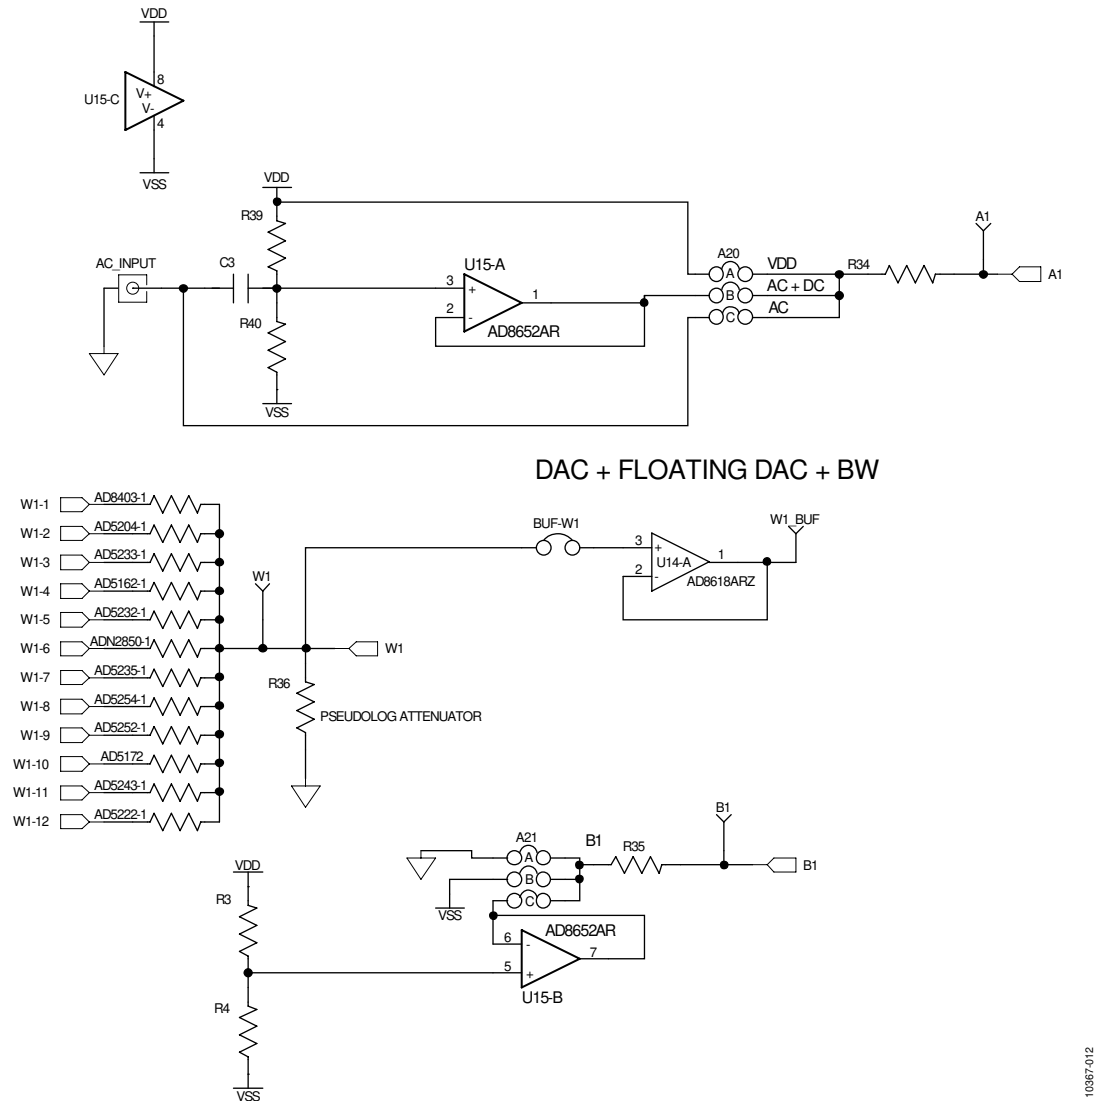 VDD
8
U15-C
V+
V-
4
VSS
VDD
R39
A1
AC_INPUT
C3
U15-A
A20
A
VDD
R34
A1
3
+
1
B
AC + DC
2
-
C
AC
R40
AD8652AR
VSS
DAC + FLOATING DAC + BW
W1-1
AD8403-1
W1-2
AD5204-1
W1-3
AD5233-1
W1-4
AD5162-1
W1-5
AD5232-1
W1-6
ADN2850-1
W1-7
AD5235-1
W1-8
AD5254-1
W1-9
AD5252-1
W1-10
AD5172
W1-11
AD5243-1
W1-12
AD5222-1
W1
BUF-W1
3
+
U14-A
1
2
-
AD8618ARZ
W1_BUF
W1
R36
PSEUDOLOG ATTENUATOR
B1
A21
B1
A
R35
B1
B
VSS
C
VDD
R3
AD8652AR
6
-
7
5
+
U15-B
R4
VSS
10367-012